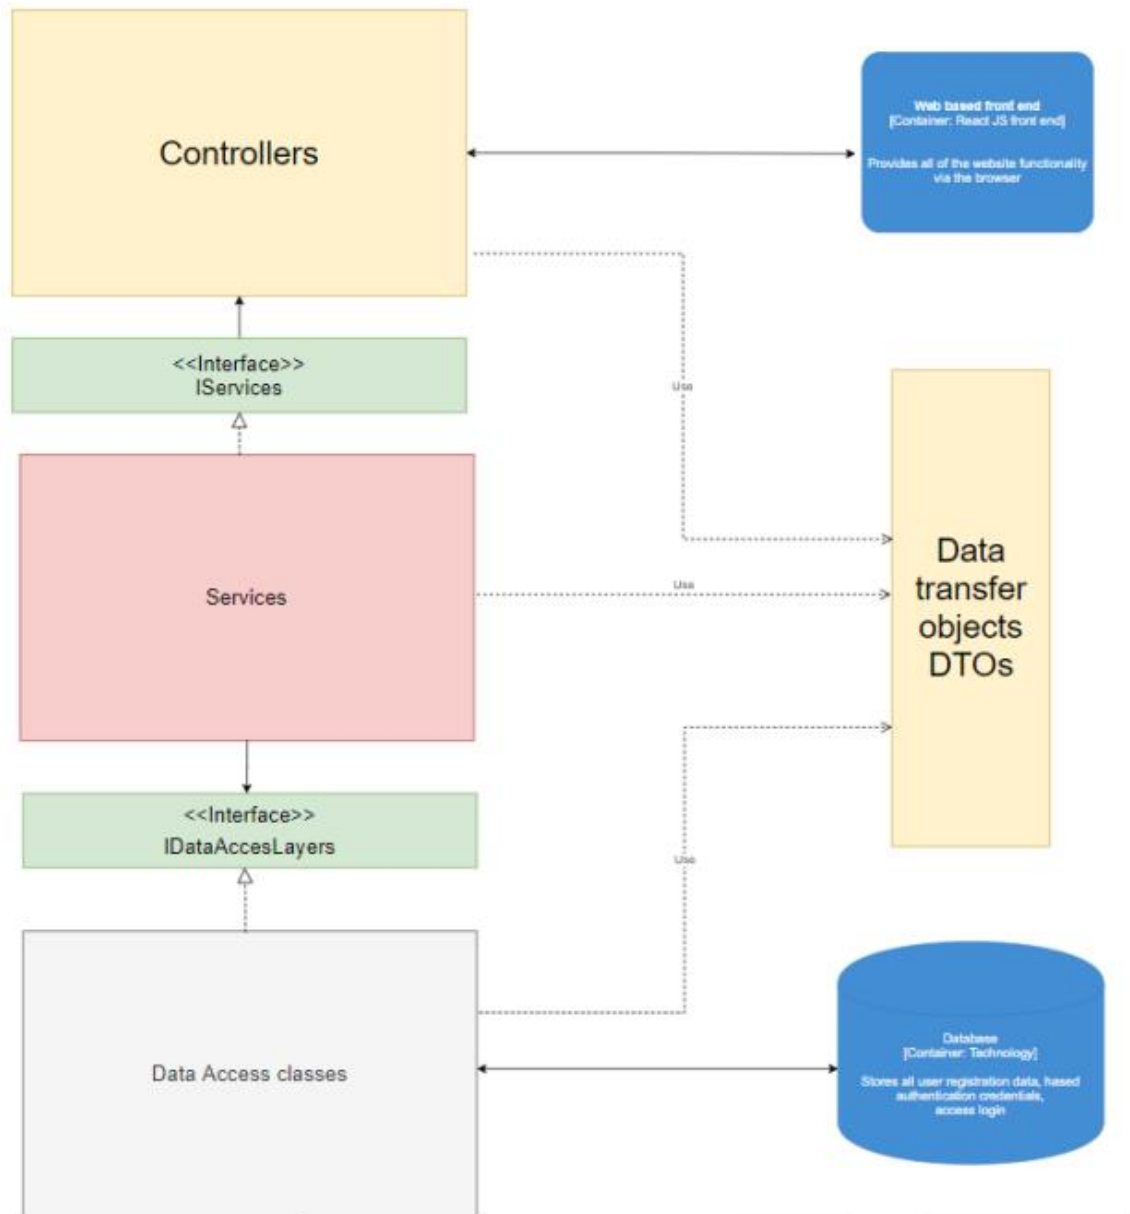 Controllers
Web based front end
[Container: React JS front end]
Provides all of the website functionality
via the browser
<<Interface>>
IServices
Use
Services
Use
Data
transfer
objects
DTOs
<<Interface>>
IDataAccesLayers
Use
Data Access classes
Database
[Container: Technology]
Stores all user registration data, hased
authentication credentials,
access login